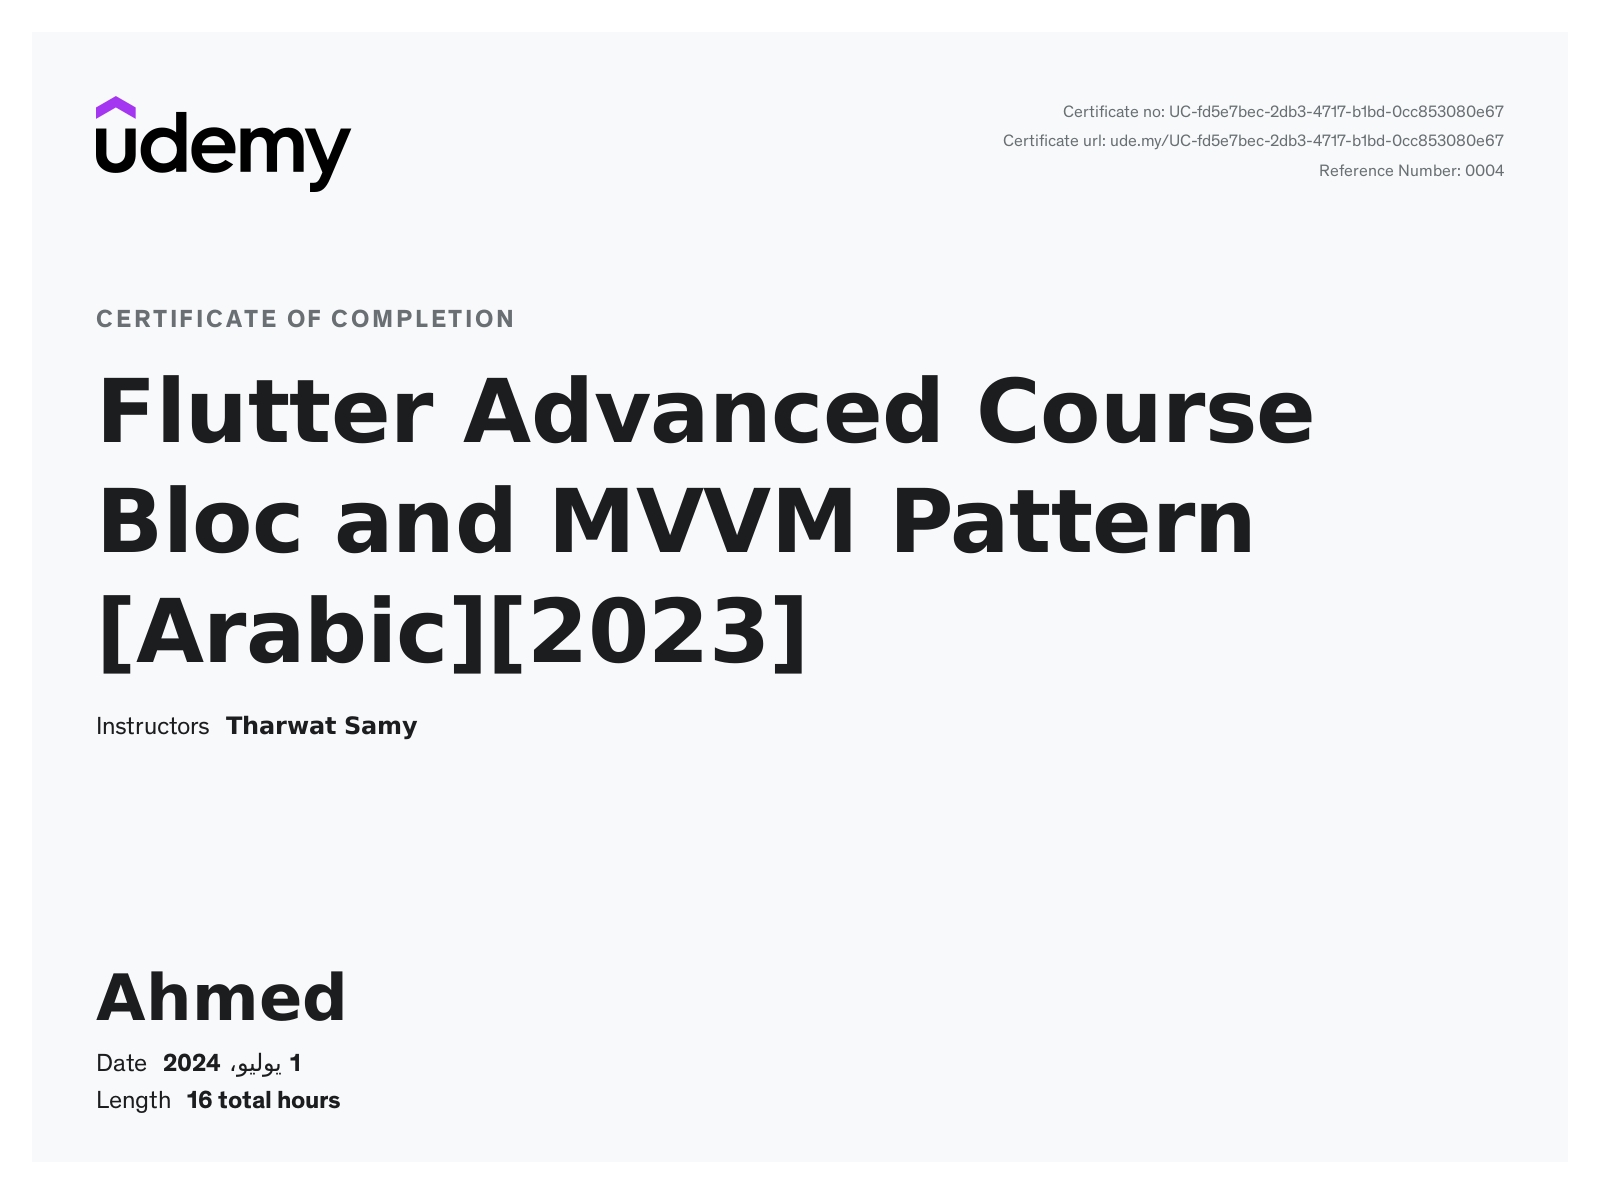 udemy
Certificate no: UC-fd5e7bec-2db3-4717-b1bd-0cc853080e67
Certificate url: ude.my/UC-fd5e7bec-2db3-4717-b1bd-0cc853080e67
Reference Number: 0004
CERTIFICATE OF COMPLETION
Flutter Advanced Course
Bloc and MVVM Pattern
[Arabic][2023]
Instructors Tharwat Samy
Ahmed
Date 1 يوليو، 2024
Length 16 total hours